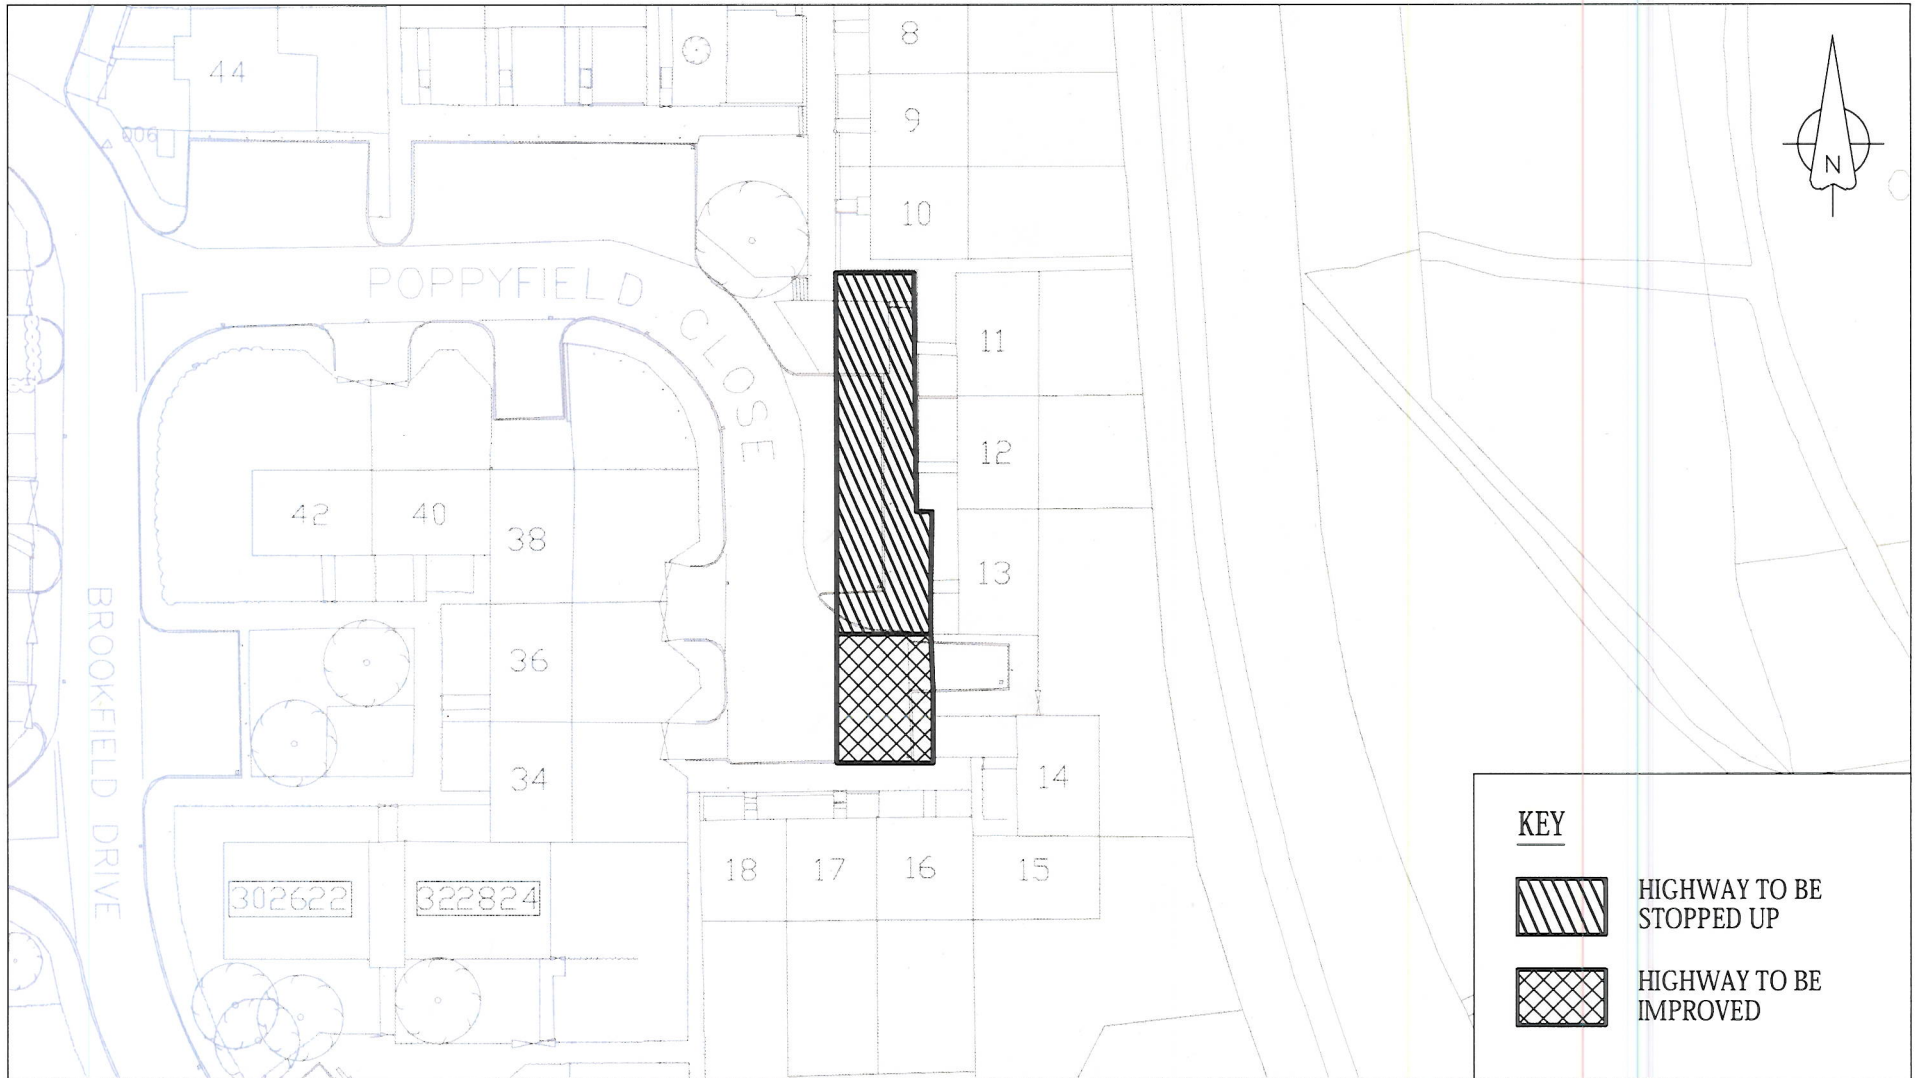 8
44
9
006
10
N
POPPYFIELD CLOSE
11
12
42
40
38
13
BROOKFIELD DRIVE
36
34
14
18
17
16
15
302622
322824
KEY
HIGHWAY TO BE
STOPPED UP
HIGHWAY TO BE
IMPROVED